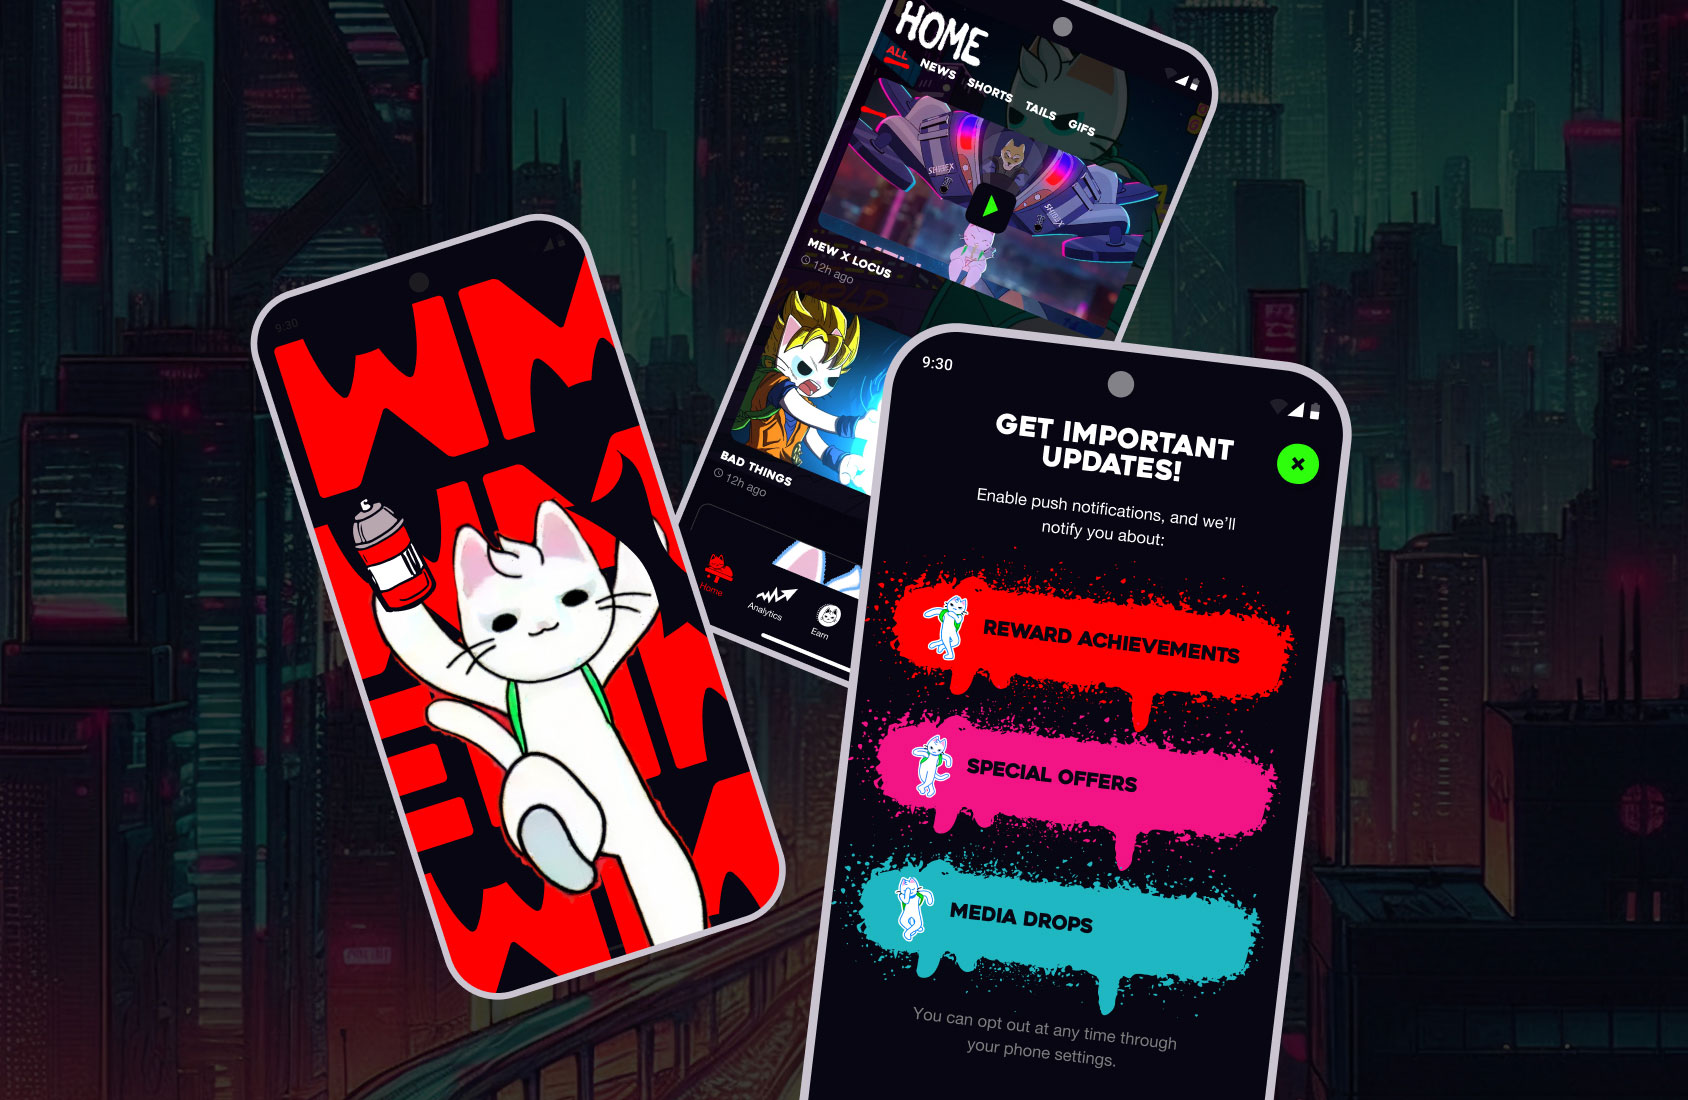 9:30
HOME
ALL
NEWS
SHORTS
TAILS
GIFS
SHIBX
SHIBX
MEW X LOCUS
12h ago
BAD THINGS
12h ago
Home
Analytics
Earn
9:30
GET IMPORTANT
UPDATES!
Enable push notifications, and we'll
notify you about:
REWARD ACHIEVEMENTS
SPECIAL OFFERS
MEDIA DROPS
You can opt out at any time through
your phone settings.